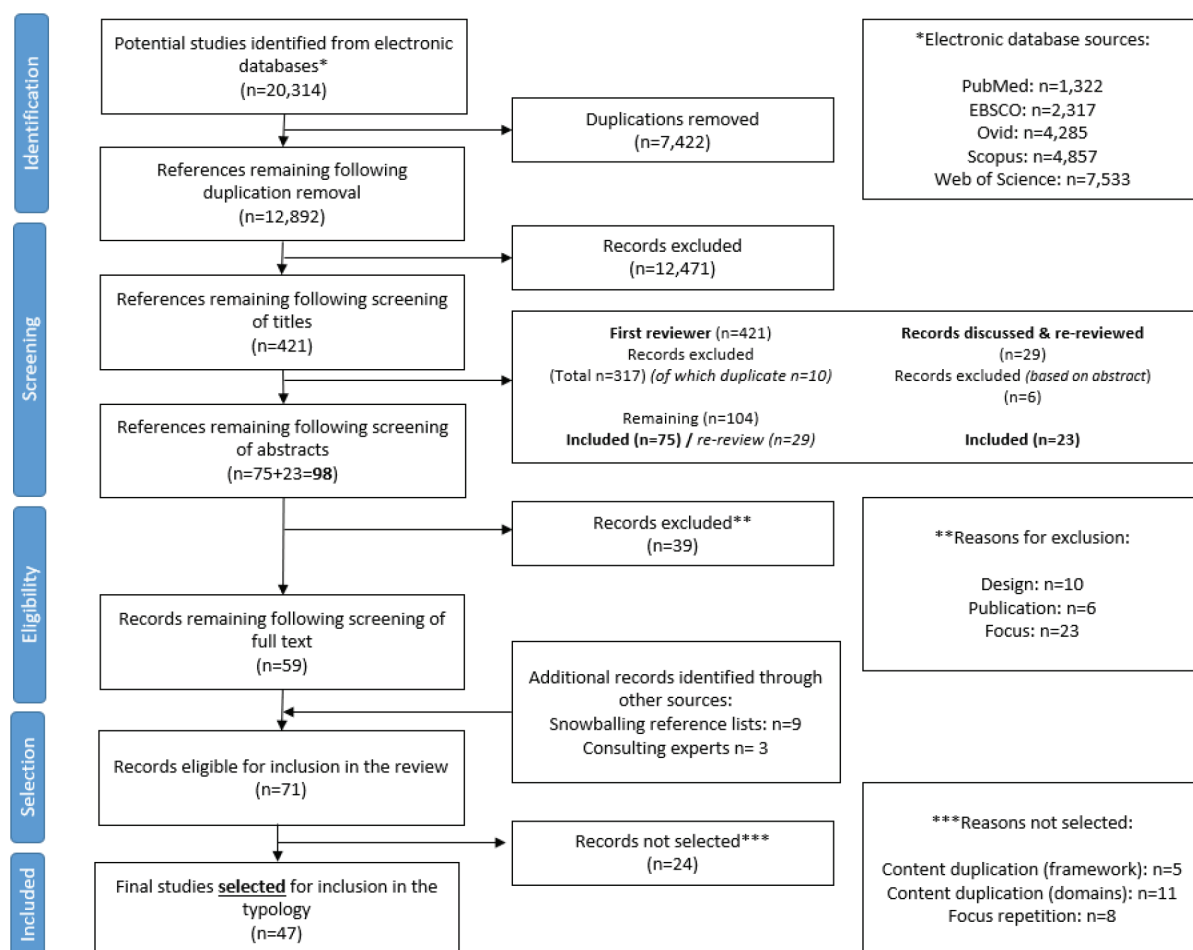 Identification
Potential studies identified from electronic
databases*
(n=20,314)
*Electronic database sources:
PubMed: n=1,322
EBSCO: n=2,317
Ovid: n=4,285
Scopus: n=4,857
Web of Science: n=7,533
Duplications removed
(n=7,422)
References remaining following
duplication removal
(n=12,892)
Screening
Records excluded
(n=12,471)
References remaining following screening
of titles
(n=421)
First reviewer (n=421)
Records excluded
(Total n=317) (of which duplicate n=10)
Remaining (n=104)
Included (n=75) / re-review (n=29)
Records discussed & re-reviewed
(n=29)
Records excluded (based on abstract)
(n=6)
Included (n=23)
References remaining following screening
of abstracts
(n=75+23=98)
Eligibility
Records excluded**
(n=39)
**Reasons for exclusion:
Design: n=10
Publication: n=6
Focus: n=23
Records remaining following screening of
full text
(n=59)
Additional records identified through
other sources:
Snowballing reference lists: n=9
Consulting experts n= 3
Selection
Records eligible for inclusion in the review
(n=71)
Records not selected***
(n=24)
***Reasons not selected:
Content duplication (framework): n=5
Content duplication (domains): n=11
Focus repetition: n=8
Included
Final studies selected for inclusion in the
typology
(n=47)